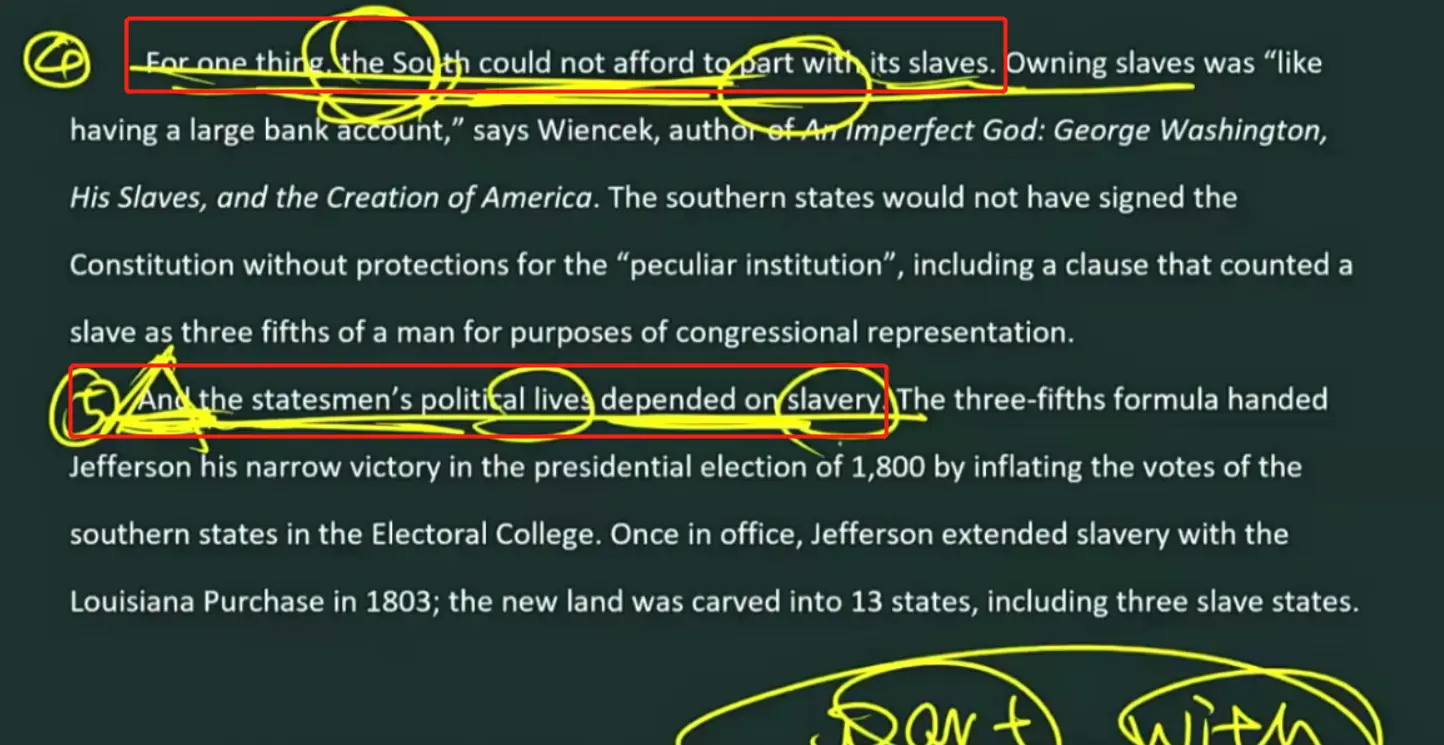 ④ For one thing, the South could not afford to part with its slaves. Owning slaves was “like
having a large bank account,” says Wiencek, author of An Imperfect God: George Washington,
His Slaves, and the Creation of America. The southern states would not have signed the
Constitution without protections for the “peculiar institution”, including a clause that counted a
slave as three fifths of a man for purposes of congressional representation.
⑤ And the statesmen’s political lives depended on slavery. The three-fifths formula handed
Jefferson his narrow victory in the presidential election of 1,800 by inflating the votes of the
southern states in the Electoral College. Once in office, Jefferson extended slavery with the
Louisiana Purchase in 1803; the new land was carved into 13 states, including three slave states.
part with